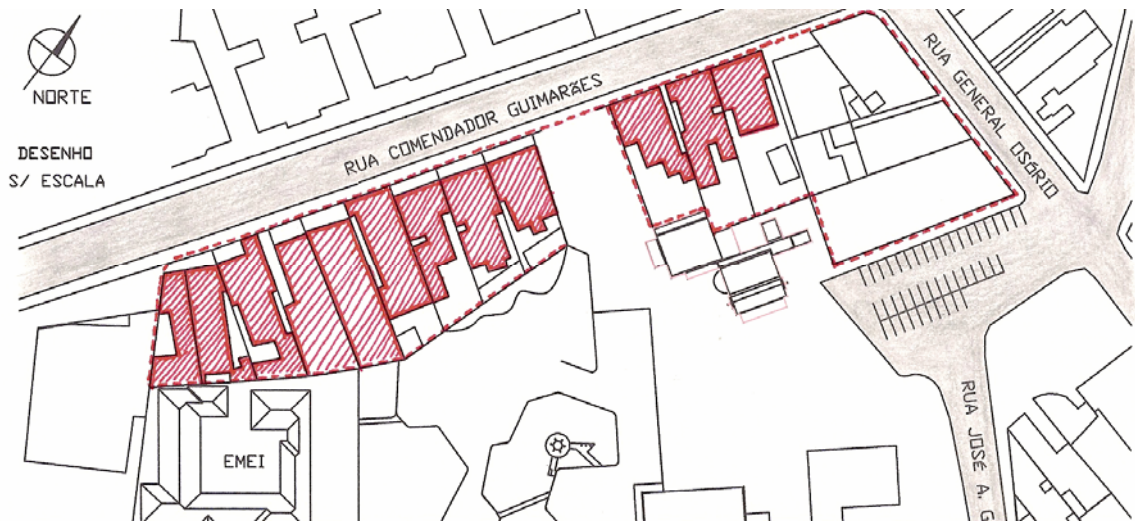 NORTE
DESENHO
S/ ESCALA
RUA COMENDADOR GUIMARÃES
RUA GENERAL OSÓRIO
EMEI
RUA JOSÉ A. G